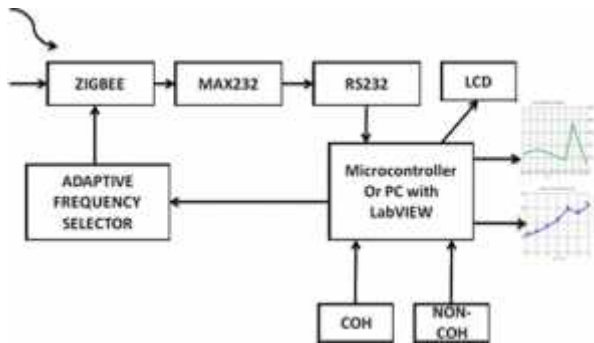 ZIGBEE
MAX232
RS232
LCD
ADAPTIVE
FREQUENCY
SELECTOR
Microcontroller
Or PC with
LabVIEW
COH
NON-
COH